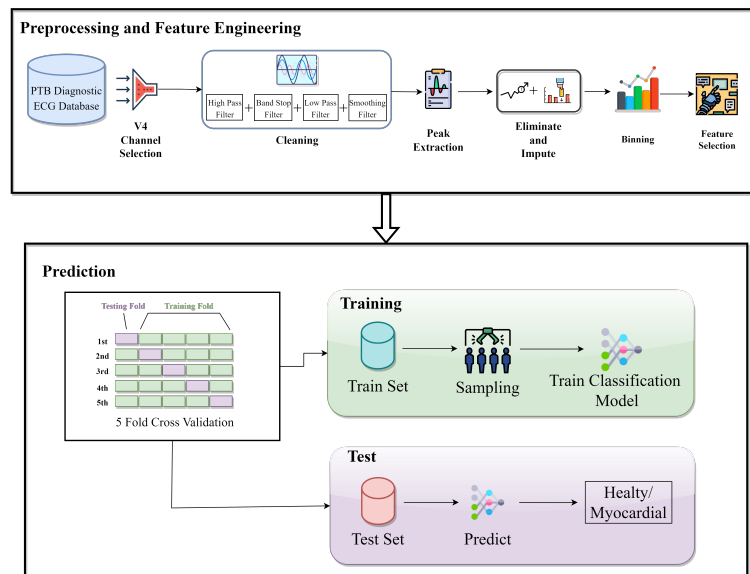 Preprocessing and Feature Engineering
PTB Diagnostic
ECG Database
V4
Channel
Selection
High Pass
Filter
+
Band Stop
Filter
+
Low Pass
Filter
+
Smoothing
Filter
Cleaning
Peak
Extraction
+
Eliminate
and
Impute
Binning
Feature
Selection
Prediction
Testing Fold
Training Fold
1st
2nd
3rd
4th
5th
5 Fold Cross Validation
Training
Train Set
Sampling
Train Classification
Model
Test
Test Set
Predict
Healty/
Myocardial